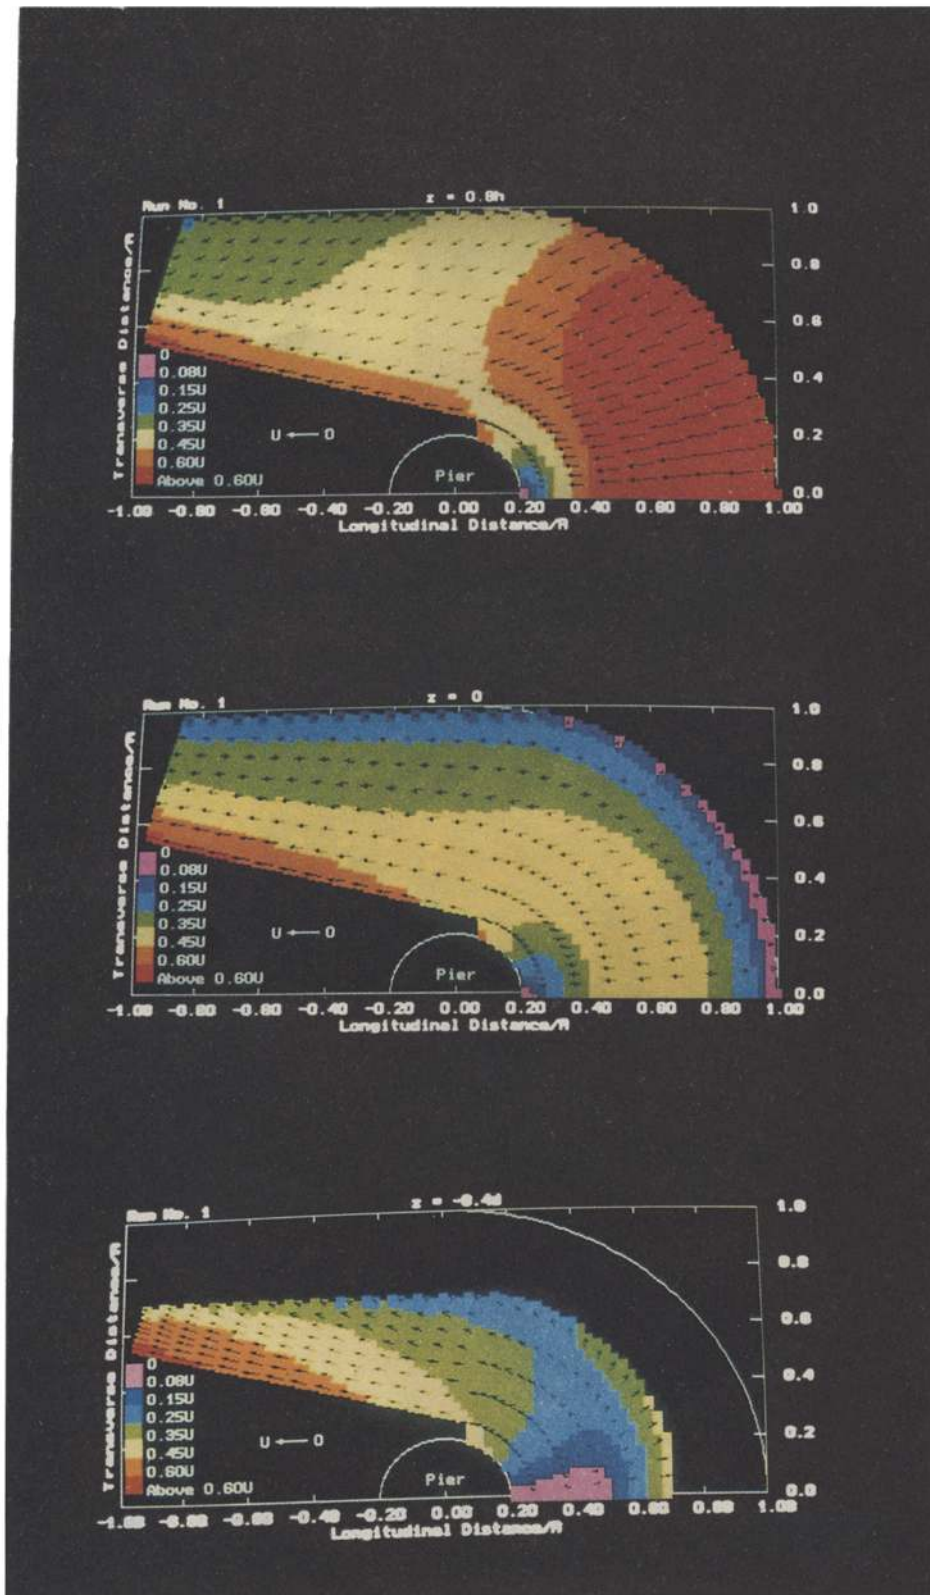 Run No. 1
z = 0.8h
1.0
0.8
0.6
0.4
0.2
0.0
Transverse Distance/R
0
0.08U
0.15U
0.25U
0.35U
0.45U
0.60U
Above 0.60U
U ← 0
Pier
-1.00 -0.80 -0.60 -0.40 -0.20 0.00 0.20 0.40 0.60 0.80 1.00
Longitudinal Distance/R
Run No. 1
z = 0
1.0
0.8
0.6
0.4
0.2
0.0
Transverse Distance/R
0
0.08U
0.15U
0.25U
0.35U
0.45U
0.60U
Above 0.60U
U ← 0
Pier
-1.00 -0.80 -0.60 -0.40 -0.20 0.00 0.20 0.40 0.60 0.80 1.00
Longitudinal Distance/R
Run No. 1
z = -0.4d
1.0
0.8
0.6
0.4
0.2
0.0
Transverse Distance/R
0
0.08U
0.15U
0.25U
0.35U
0.45U
0.60U
Above 0.60U
U ← 0
Pier
-1.00 -0.80 -0.60 -0.40 -0.20 0.00 0.20 0.40 0.60 0.80 1.00
Longitudinal Distance/R